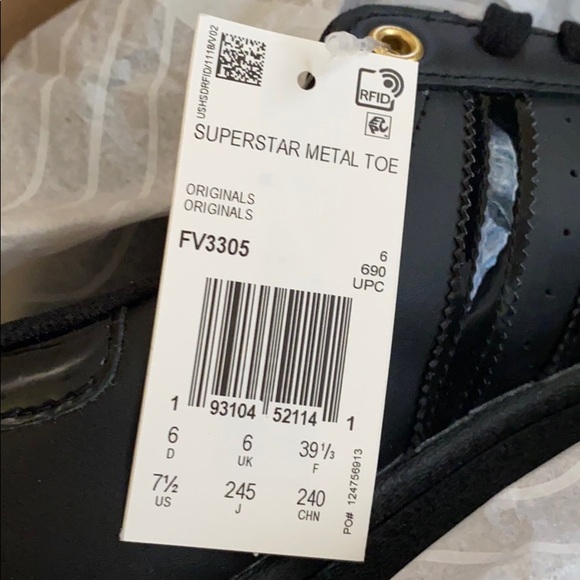 USHSDRFID/1118/V02
RFID
SUPERSTAR METAL TOE
ORIGINALS
ORIGINALS
FV3305
6
690
UPC
1 93104 52114 1
6 6 39 1/3
D UK F
7½ 245 240
US J CHN
PO# 124756913